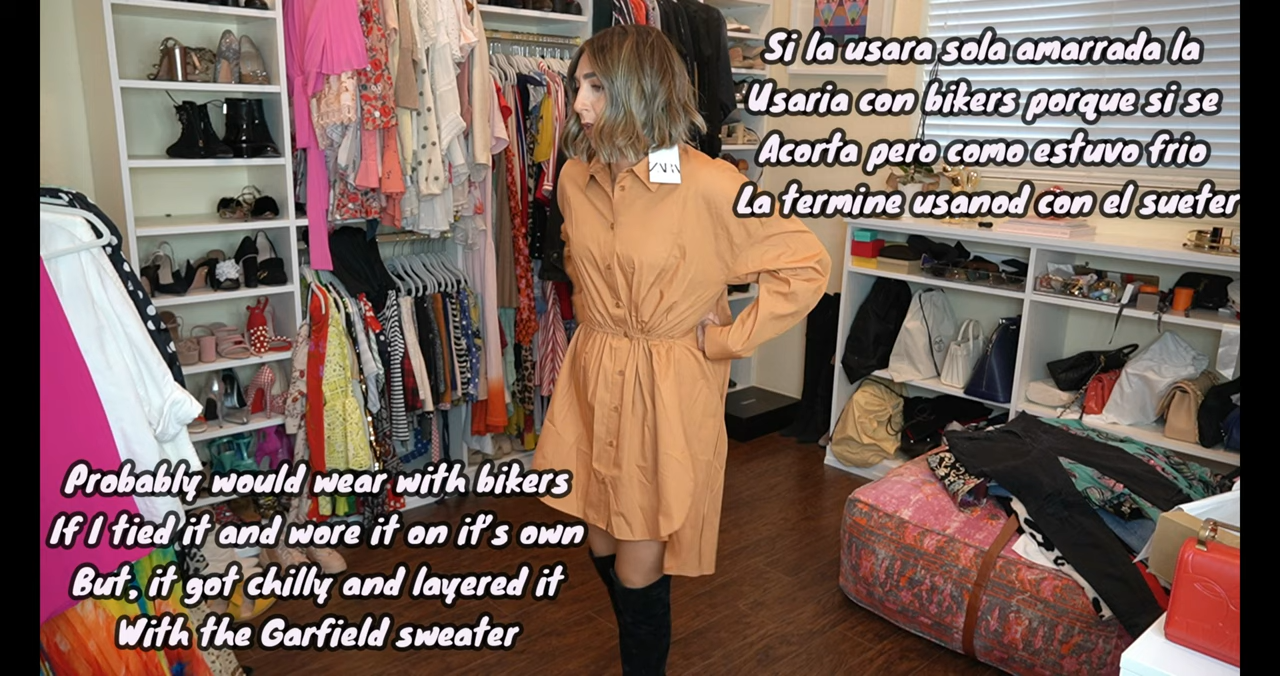 Si la usara sola amarrada la
Usaria con bikers porque si se
Acorta pero como estuvo frio
La termine usanod con el sueter
Probably would wear with bikers
If I tied it and wore it on it's own
But, it got chilly and layered it
With the Garfield sweater